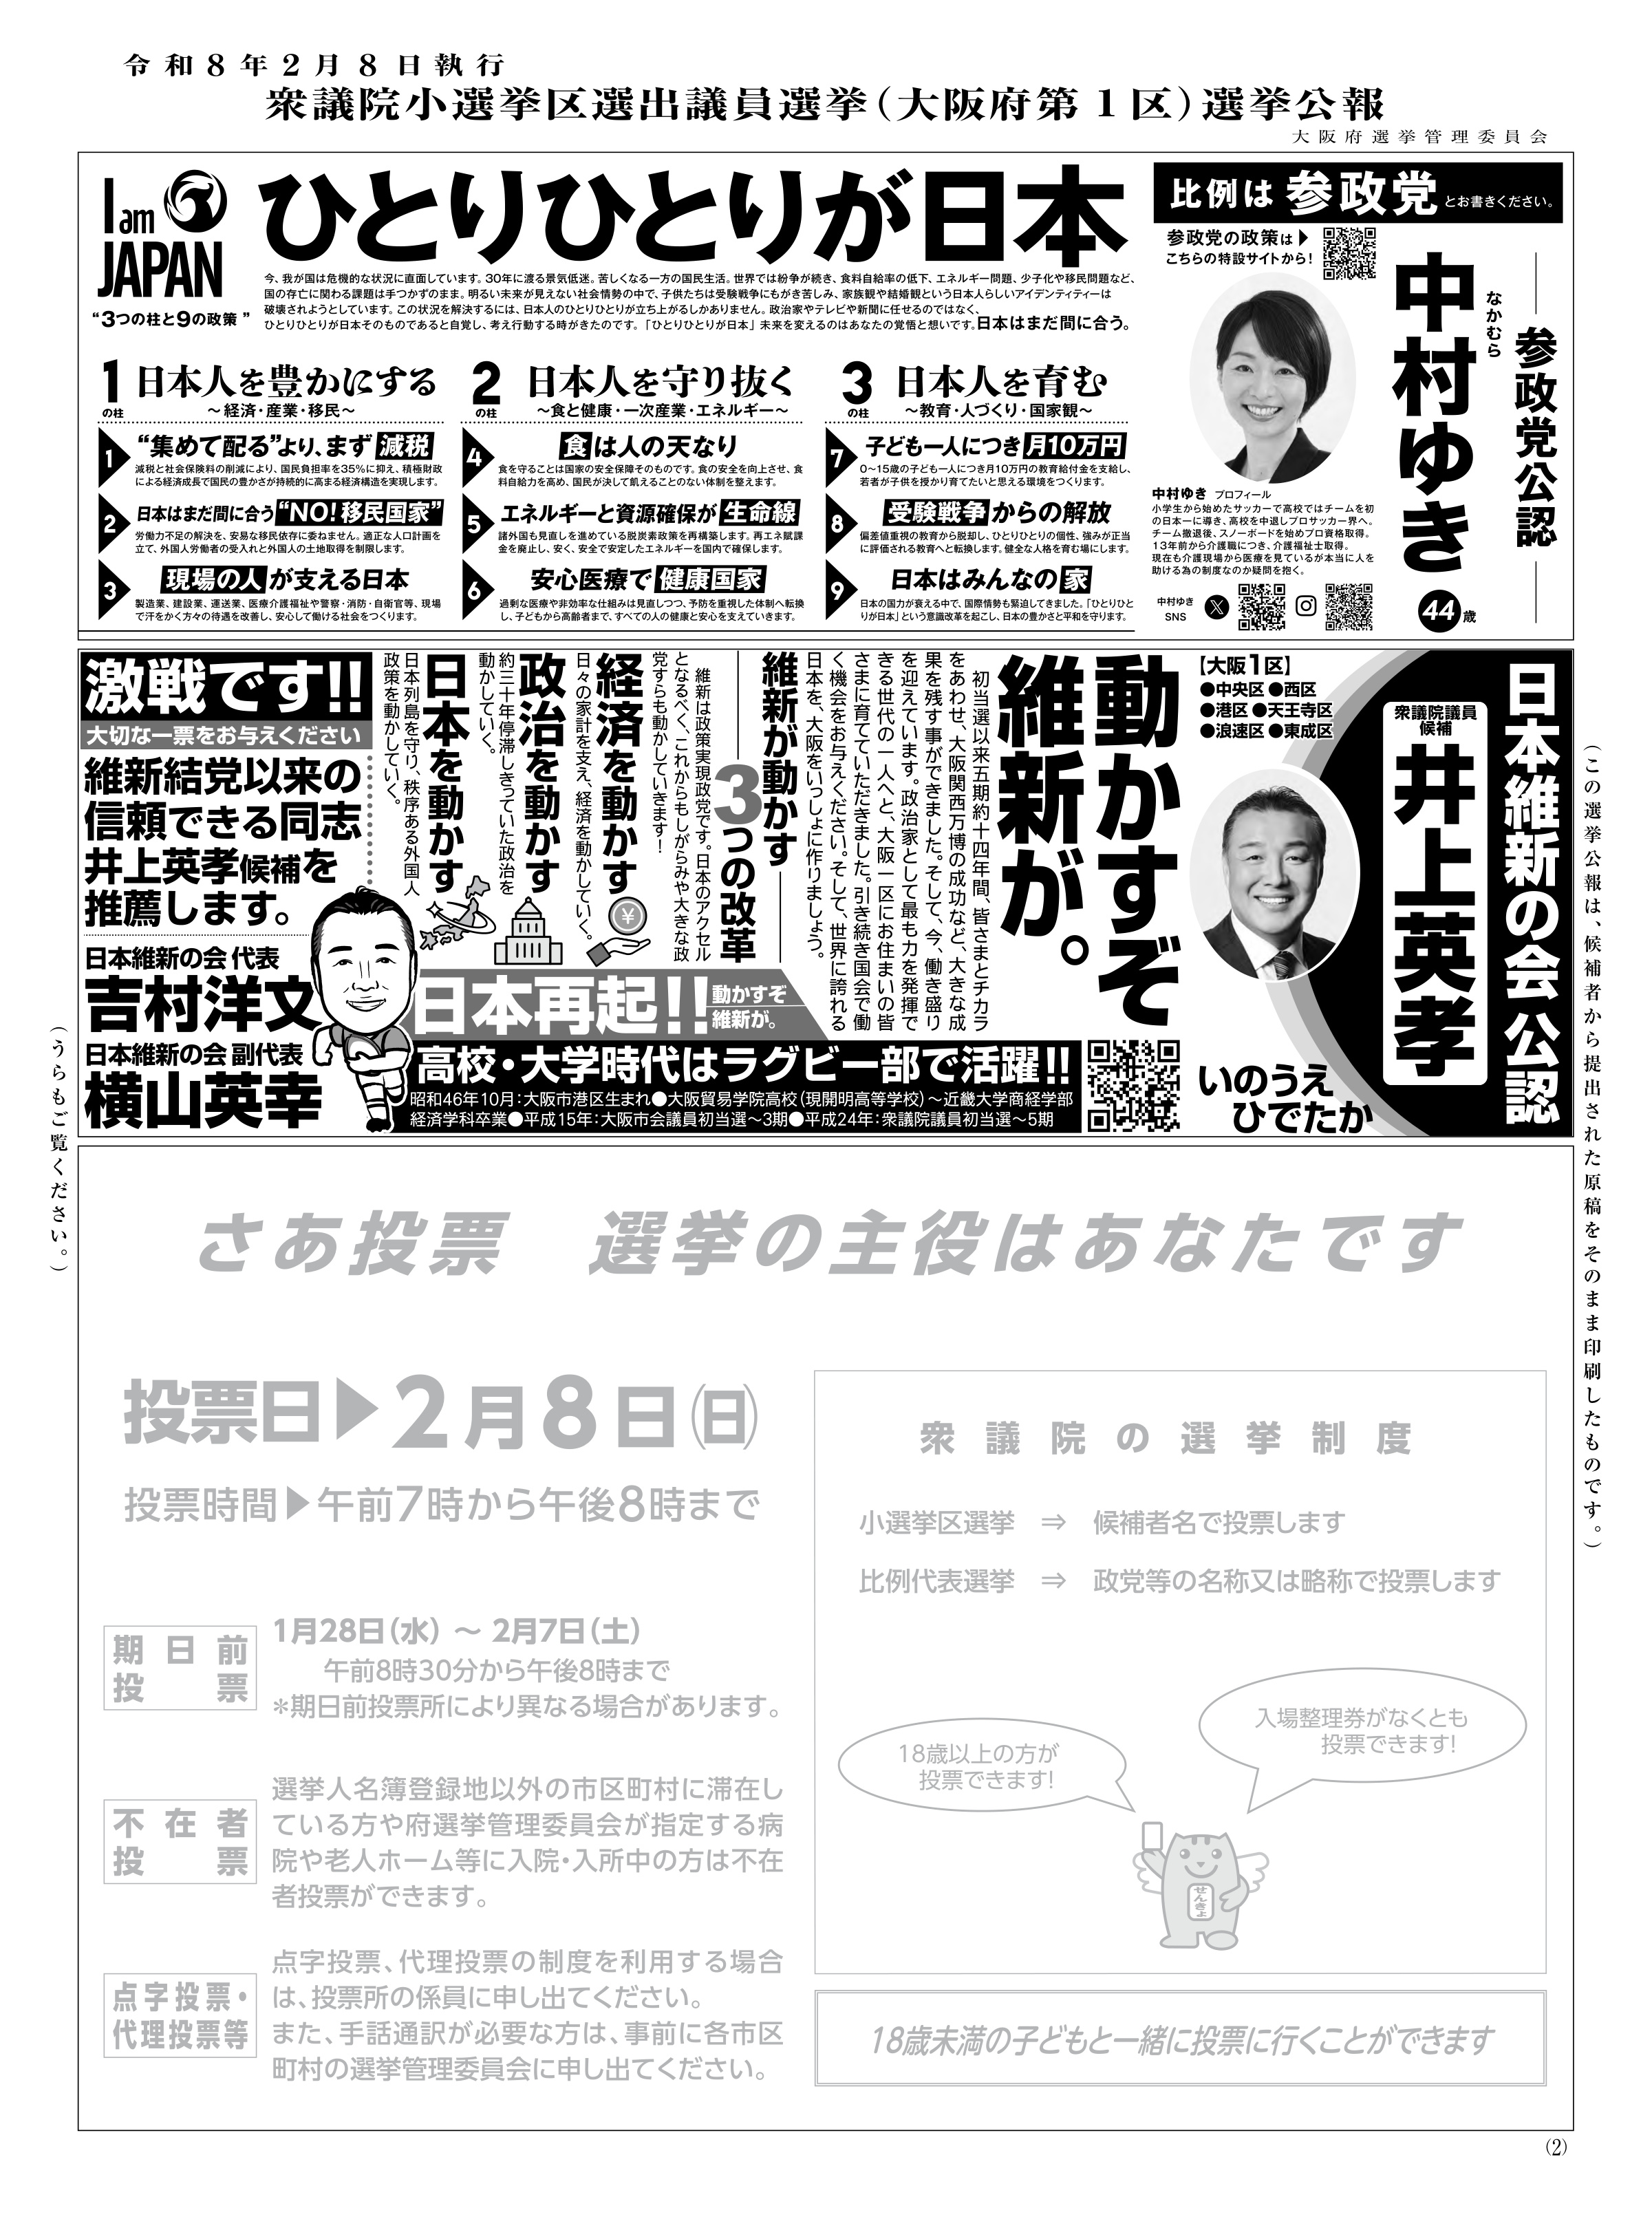 令和8年2月8日執行
衆議院小選挙区選出議員選挙(大阪府第1区)選挙公報
大阪府選挙管理委員会
I am
JAPAN
“3つの柱と9の政策”
ひとりひとりが日本
今、我が国は危機的な状況に直面しています。30年に渡る景気低迷。苦しくなる一方の国民生活。世界では紛争が続き、食料自給率の低下、エネルギー問題、少子化や移民問題など、
国の存亡に関わる課題は手つかずのまま。明るい未来が見えない社会情勢の中で、子供たちは受験戦争にもがき苦しみ、家族観や結婚観という日本人らしいアイデンティティーは
破壊されようとしています。この状況を解決するには、日本人のひとりひとりが立ち上がるしかありません。政治家やテレビや新聞に任せるのではなく、
ひとりひとりが日本そのものであると自覚し、考え行動する時がきたのです。「ひとりひとりが日本」未来を変えるのはあなたの覚悟と想いです。日本はまだ間に合う。
1の柱 日本人を豊かにする
〜経済・産業・移民〜
1 “集めて配る”より、まず 減税
減税と社会保険料の削減により、国民負担率を35%に抑え、積極財政
による経済成長で国民の豊かさが持続的に高まる経済構造を実現します。
2 日本はまだ間に合う“NO!移民国家”
労働力不足の解決を、安易な移民依存に委ねません。適正な人口計画を
立て、外国人労働者の受入れと外国人の土地取得を制限します。
3 現場の人が支える日本
製造業、建設業、運送業、医療介護福祉や警察・消防・自衛官等、現場
で汗をかく方々の待遇を改善し、安心して働ける社会をつくります。
2の柱 日本人を守り抜く
〜食と健康・一次産業・エネルギー〜
4 食は人の天なり
食を守ることは国家の安全保障そのものです。食の安全を向上させ、食
料自給力を高め、国民が決して飢えることのない体制を整えます。
5 エネルギーと資源確保が生命線
諸外国も見直しを進めている脱炭素政策を再構築します。再エネ賦課
金を廃止し、安く、安全で安定したエネルギーを国内で確保します。
6 安心医療で健康国家
過剰な医療や非効率な仕組みは見直しつつ、予防を重視した体制へ転換
し、子どもから高齢者まで、すべての人の健康と安心を支えていきます。
3の柱 日本人を育む
〜教育・人づくり・国家観〜
7 子ども一人につき月10万円
0〜15歳の子ども一人につき月10万円の教育給付金を支給し、
若者が子供を授かり育てたいと思える環境をつくります。
8 受験戦争からの解放
偏差値重視の教育から脱却し、ひとりひとりの個性、強みが正当
に評価される教育へと転換します。健全な人格を育む場にします。
9 日本はみんなの家
日本の国力が衰える中で、国際情勢も緊迫してきました。「ひとりひと
りが日本」という意識改革を起こし、日本の豊かさと平和を守ります。
比例は 参政党 とお書きください。
参政党の政策は▶
こちらの特設サイトから!
参政党公認
なかむら
中村ゆき
44歳
中村ゆき プロフィール
小学生から始めたサッカーで高校ではチームを初
の日本一に導き、高校を中退しプロサッカー界へ。
チーム撤退後、スノーボードを始めプロ資格取得。
13年前から介護職につき、介護福祉士取得。
現在も介護現場から医療を見ているが本当に人を
助ける為の制度なのか疑問を抱く。
中村ゆき
SNS
日本維新の会公認
衆議院議員
候補
井上英孝
いのうえ
ひでたか
【大阪1区】
●中央区●西区
●港区●天王寺区
●浪速区●東成区
動かすぞ
維新が。
初当選以来五期約十四年間、皆さまとチカラ
をあわせ、大阪関西万博の成功など、大きな成
果を残す事ができました。そして、今、働き盛り
を迎えています。政治家として最も力を発揮で
きる世代の一人へと、大阪一区にお住まいの皆
さまに育てていただきました。引き続き国会で働
く機会をお与えください。そして、世界に誇れる
日本を、大阪をいっしょに作りましょう。
維新が動かす
3つの改革
維新は政策実現政党です。日本のアクセル
となるべく、これからもしがらみや大きな政
党すらも動かしていきます!
経済を動かす
日々の家計を支え、経済を動かしていく。
政治を動かす
約三十年停滞しきっていた政治を
動かしていく。
日本を動かす
日本列島を守り、秩序ある外国人
政策を動かしていく。
激戦です!!
大切な一票をお与えください
維新結党以来の
信頼できる同志
井上英孝候補を
推薦します。
日本維新の会 代表
吉村洋文
日本維新の会 副代表
横山英幸
¥
日本再起!!
動かすぞ
維新が。
高校・大学時代はラグビー部で活躍!!
昭和46年10月:大阪市港区生まれ●大阪貿易学院高校(現開明高等学校)〜近畿大学商経学部
経済学科卒業●平成15年:大阪市会議員初当選〜3期●平成24年:衆議院議員初当選〜5期
さあ投票　選挙の主役はあなたです
投票日▶2月8日(日)
投票時間▶午前7時から午後8時まで
期日前
投票
1月28日(水) 〜 2月7日(土)
午前8時30分から午後8時まで
*期日前投票所により異なる場合があります。
不在者
投票
選挙人名簿登録地以外の市区町村に滞在し
ている方や府選挙管理委員会が指定する病
院や老人ホーム等に入院・入所中の方は不在
者投票ができます。
点字投票・
代理投票等
点字投票、代理投票の制度を利用する場合
は、投票所の係員に申し出てください。
また、手話通訳が必要な方は、事前に各市区
町村の選挙管理委員会に申し出てください。
衆議院の選挙制度
小選挙区選挙 ⇒ 候補者名で投票します
比例代表選挙 ⇒ 政党等の名称又は略称で投票します
18歳以上の方が
投票できます!
入場整理券がなくとも
投票できます!
せんきょ
18歳未満の子どもと一緒に投票に行くことができます
(この選挙公報は、候補者から提出された原稿をそのまま印刷したものです。)
(うらもご覧ください。)
(2)